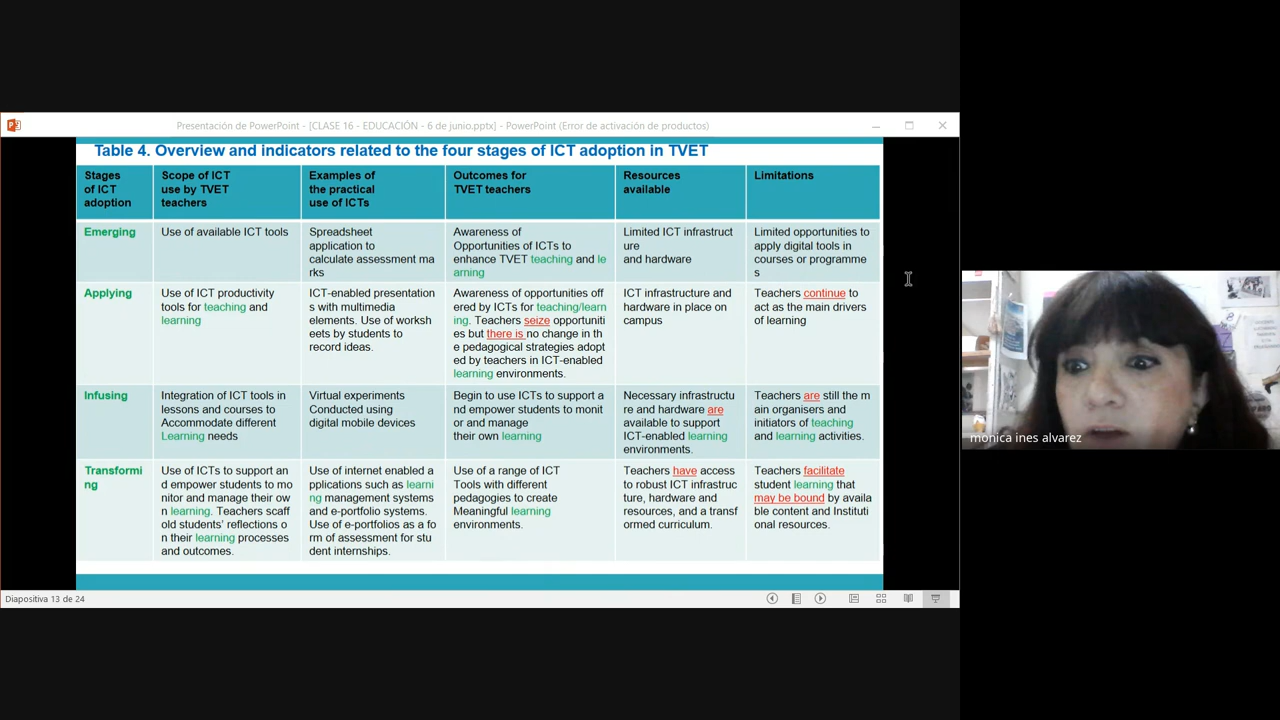 Presentación de PowerPoint - [CLASE 16 - EDUCACIÓN - 6 de junio.pptx] - PowerPoint (Error de activación de productos)
Table 4. Overview and indicators related to the four stages of ICT adoption in TVET
Stages
of ICT
adoption
Scope of ICT
use by TVET
teachers
Examples of
the practical
use of ICTs
Outcomes for
TVET teachers
Resources
available
Limitations
Emerging
Use of available ICT tools
Spreadsheet
application to
calculate assessment ma
rks
Awareness of
Opportunities of ICTs to
enhance TVET teaching and le
arning
Limited ICT infrastruct
ure
and hardware
Limited opportunities to
apply digital tools in
courses or programme
s
Applying
Use of ICT productivity
tools for teaching and
learning
ICT-enabled presentation
s with multimedia
elements. Use of worksh
eets by students to
record ideas.
Awareness of opportunities off
ered by ICTs for teaching/learn
ing. Teachers seize opportuniti
es but there is no change in th
e pedagogical strategies adopt
ed by teachers in ICT-enabled
learning environments.
ICT infrastructure and
hardware in place on
campus
Teachers continue to
act as the main drivers
of learning
Infusing
Integration of ICT tools in
lessons and courses to
Accommodate different
Learning needs
Virtual experiments
Conducted using
digital mobile devices
Begin to use ICTs to support a
nd empower students to monit
or and manage
their own learning
Necessary infrastructu
re and hardware are
available to support
ICT-enabled learning
environments.
Teachers are still the m
ain organisers and
initiators of teaching
and learning activities.
Transformi
ng
Use of ICTs to support an
d empower students to mo
nitor and manage their ow
n learning. Teachers scaff
old students' reflections o
n their learning processes
and outcomes.
Use of internet enabled a
pplications such as learni
ng management systems
and e-portfolio systems.
Use of e-portfolios as a fo
rm of assessment for stu
dent internships.
Use of a range of ICT
Tools with different
pedagogies to create
Meaningful learning
environments.
Teachers have access
to robust ICT infrastruc
ture, hardware and
resources, and a transf
ormed curriculum.
Teachers facilitate
student learning that
may be bound by availa
ble content and Instituti
onal resources.
Diapositiva 13 de 24
monica ines alvarez